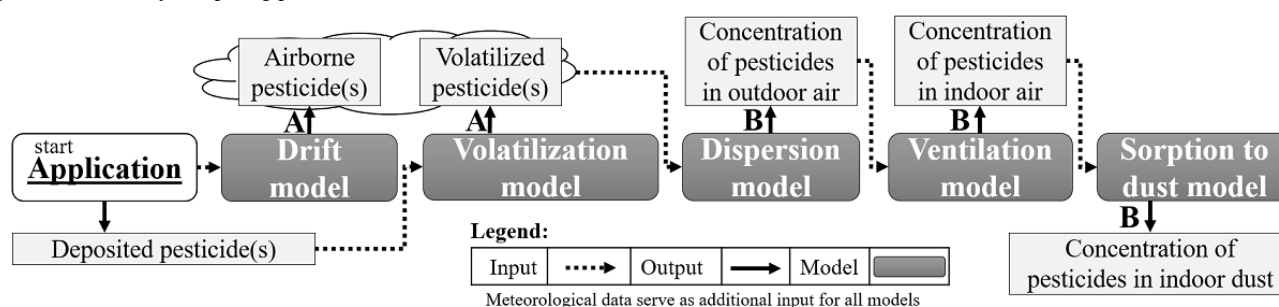 Airborne
pesticide(s)
Volatilized
pesticide(s)
Concentration
of pesticides
in outdoor air
Concentration
of pesticides
in indoor air
A
A
B
B
start
Application
Drift
model
Volatilization
model
Dispersion
model
Ventilation
model
Sorption to
dust model
B
Deposited pesticide(s)
Concentration of
pesticides in indoor dust
Legend:
Input Output Model
Meteorological data serve as additional input for all models